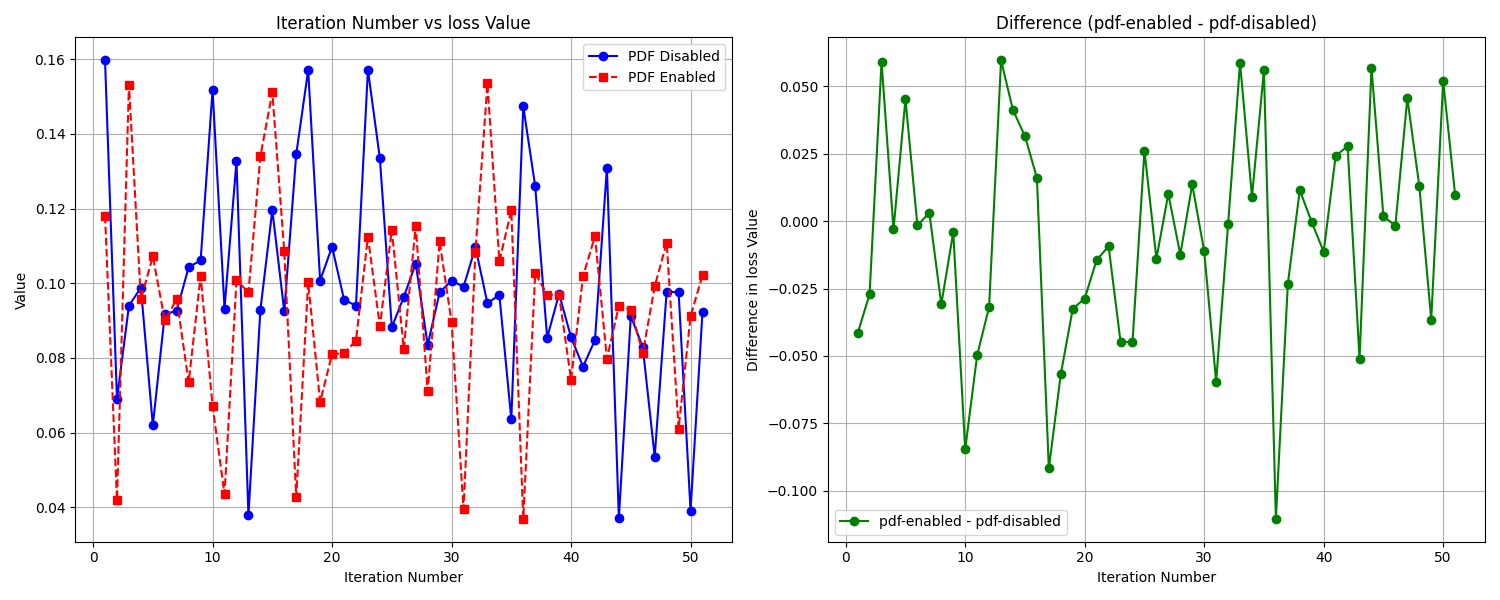 Iteration Number vs loss Value
Value
0.16
0.14
0.12
0.10
0.08
0.06
0.04
0
10
20
30
40
50
Iteration Number
PDF Disabled
PDF Enabled
Difference (pdf-enabled - pdf-disabled)
Difference in loss Value
0.050
0.025
0.000
−0.025
−0.050
−0.075
−0.100
0
10
20
30
40
50
Iteration Number
pdf-enabled - pdf-disabled